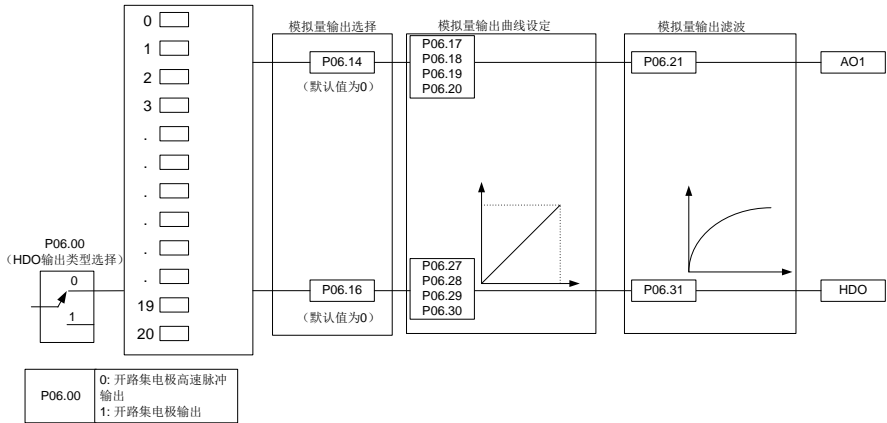 0
1
2
3
.
.
.
.
.
.
19
20
模拟量输出选择
P06.14
（默认值为0）
P06.16
（默认值为0）
模拟量输出曲线设定
P06.17
P06.18
P06.19
P06.20
P06.27
P06.28
P06.29
P06.30
模拟量输出滤波
P06.21
P06.31
AO1
HDO
P06.00
（HDO输出类型选择）
0
1
P06.00
0: 开路集电极高速脉冲
输出
1: 开路集电极输出